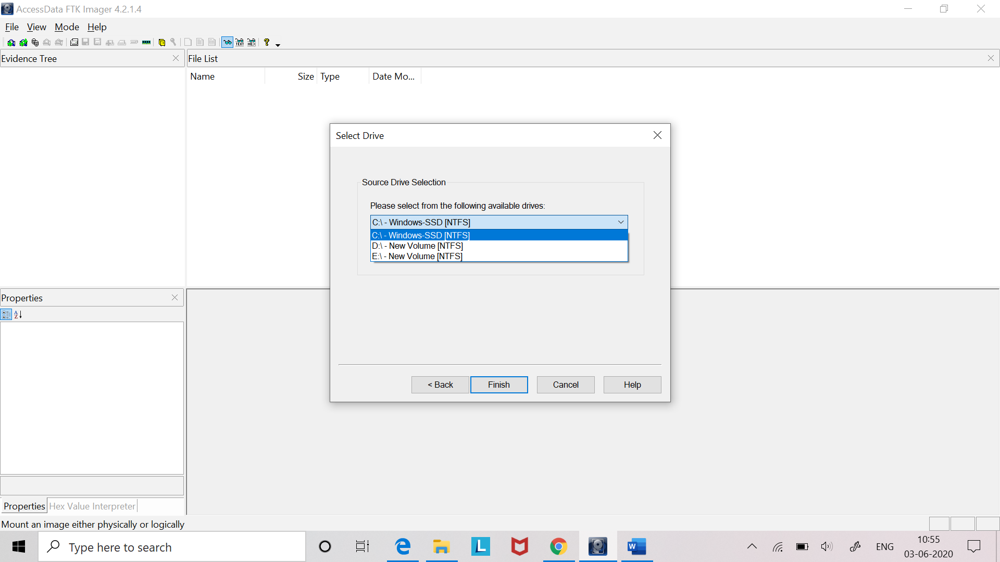 AccessData FTK Imager 4.2.1.4
File View Mode Help
TEXT HEX ?
Evidence Tree
File List
Name Size Type Date Mo...
Select Drive
Source Drive Selection
Please select from the following available drives:
C:\ - Windows-SSD [NTFS]
C:\ - Windows-SSD [NTFS]
D:\ - New Volume [NTFS]
E:\ - New Volume [NTFS]
< Back Finish Cancel Help
Properties
AZ
Properties Hex Value Interpreter
Mount an image either physically or logically
Type here to search
L
W
ENG
10:55
03-06-2020